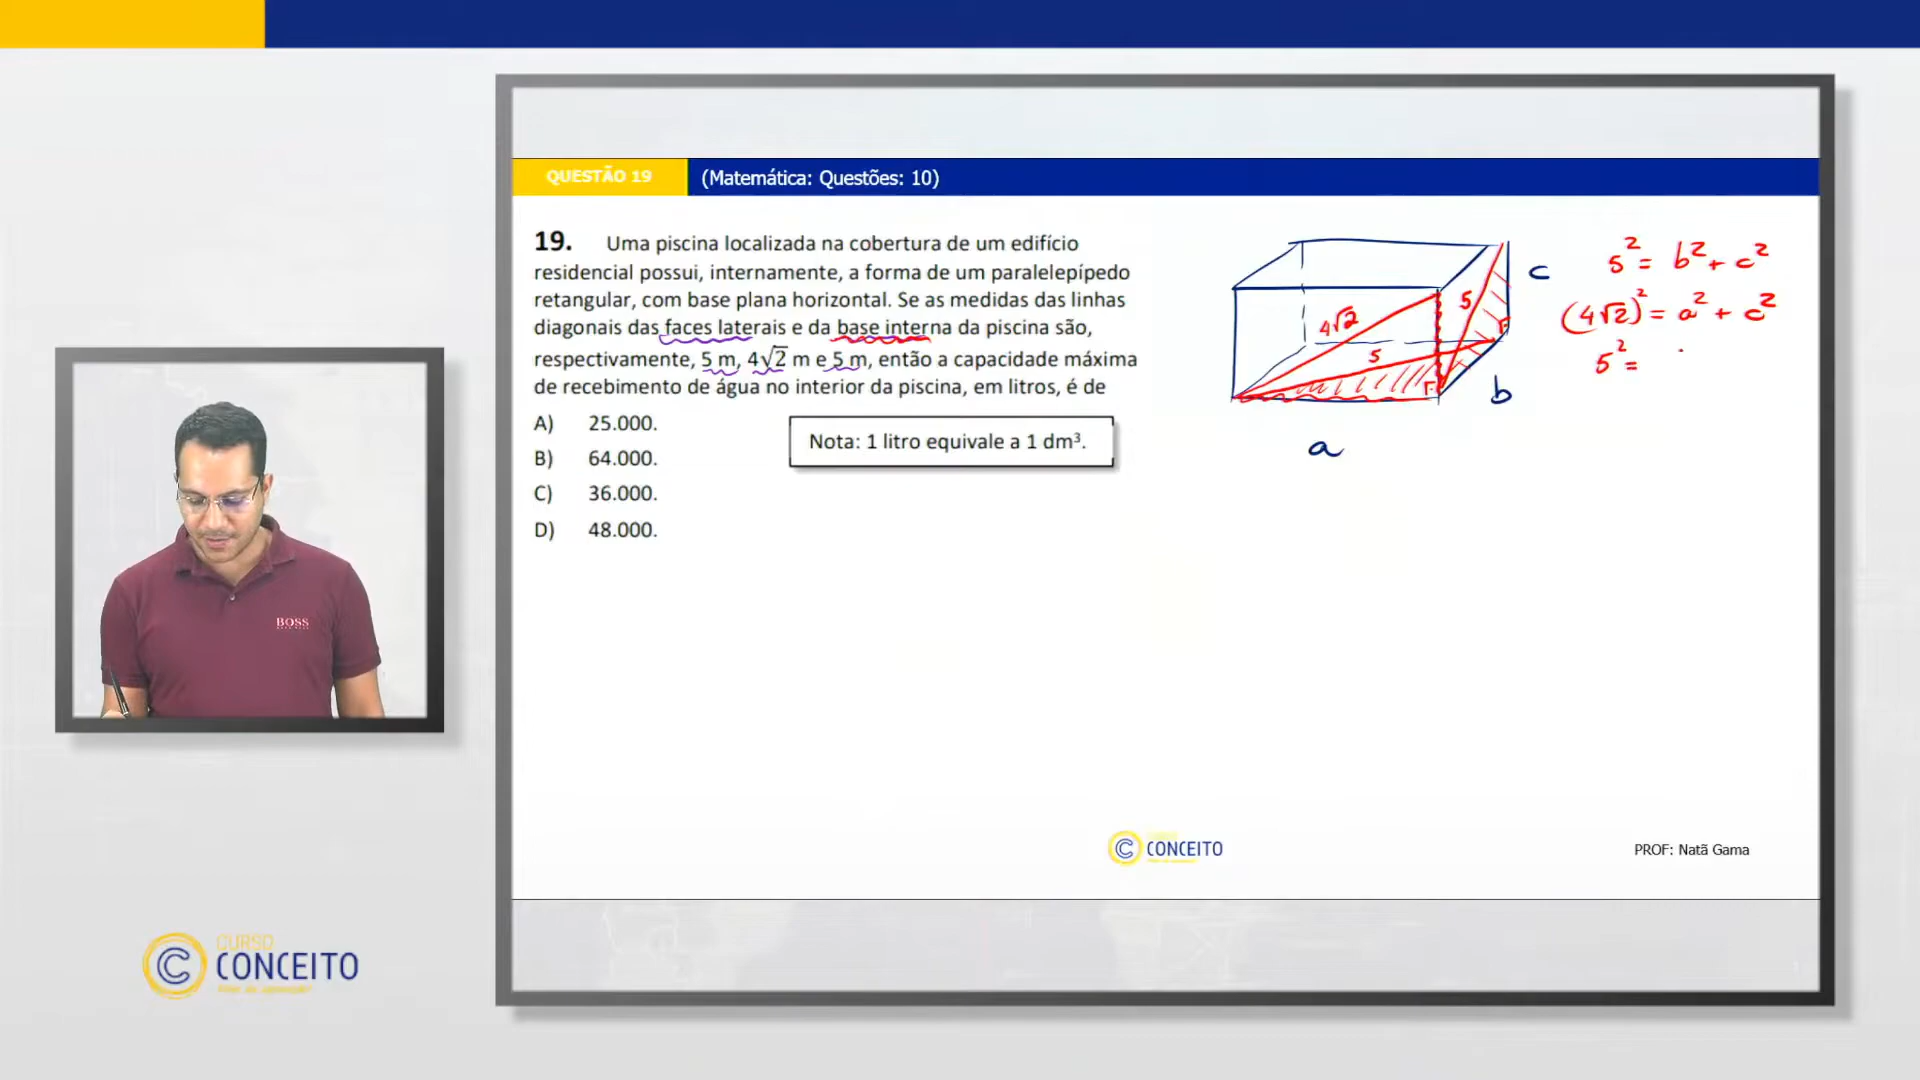 QUESTÃO 19
(Matemática: Questões: 10)
19. Uma piscina localizada na cobertura de um edifício
residencial possui, internamente, a forma de um paralelepípedo
retangular, com base plana horizontal. Se as medidas das linhas
diagonais das faces laterais e da base interna da piscina são,
respectivamente, 5 m, 4√2 m e 5 m, então a capacidade máxima
de recebimento de água no interior da piscina, em litros, é de
A) 25.000.
B) 64.000.
C) 36.000.
D) 48.000.
Nota: 1 litro equivale a 1 dm³.
4√2
5
5
c
b
a
5² = b² + c²
(4√2)² = a² + c²
5² =
BOSS
CONCEITO
PROF: Natã Gama
CURSO
CONCEITO